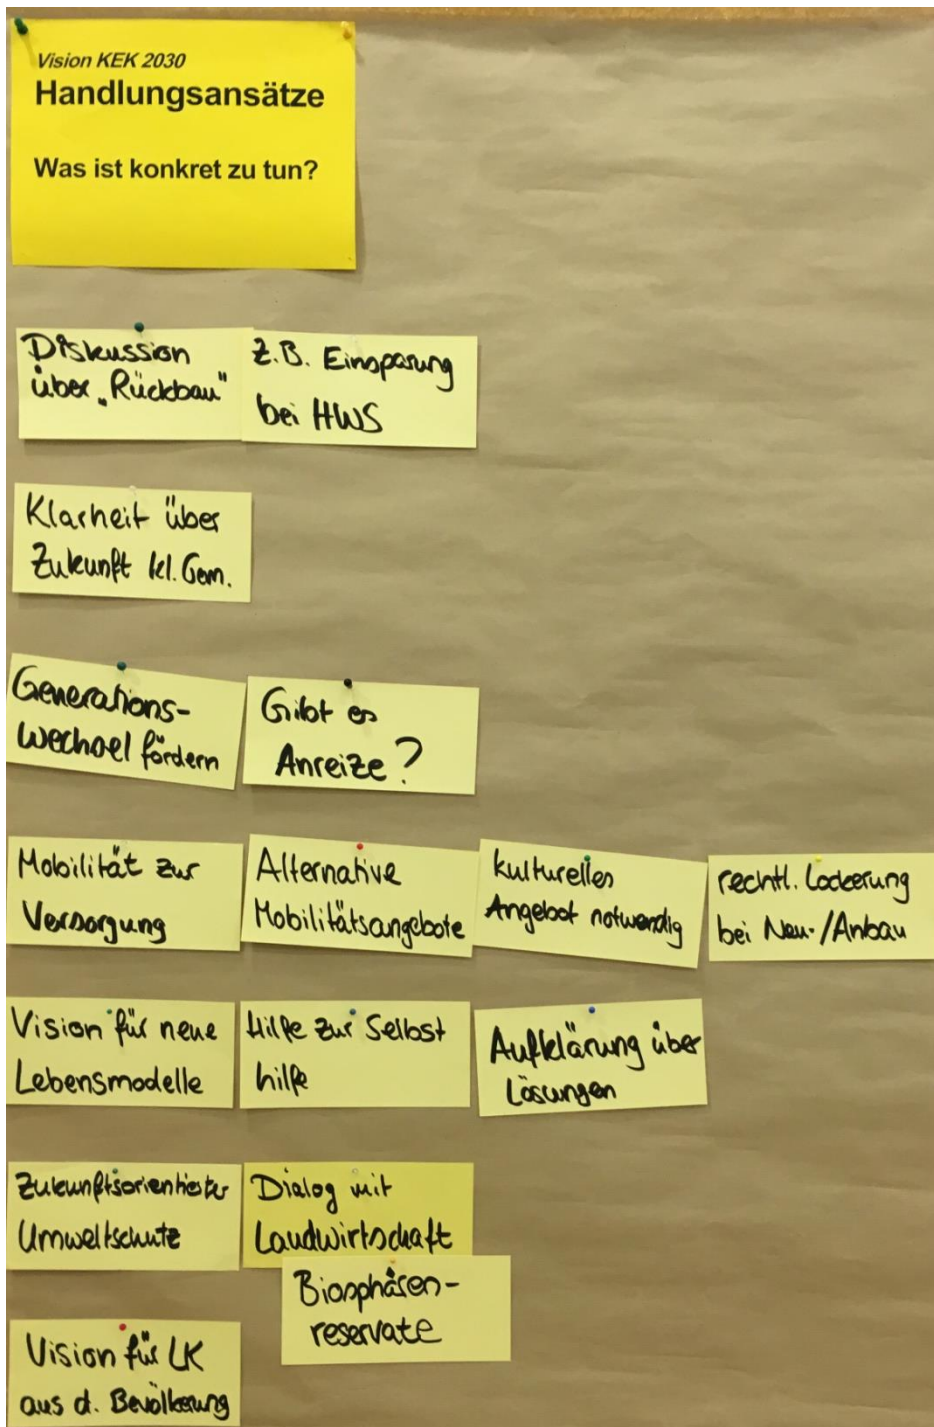 Vision KEK 2030
Handlungsansätze
Was ist konkret zu tun?
Diskussion
über „Rückbau"
z.B. Einsparung
bei HWS
Klarheit über
Zukunft kl. Gem.
Generations-
wechsel fördern
Gibt es
Anreize?
Mobilität zur
Versorgung
Alternative
Mobilitätsangebote
kulturelles
Angebot notwendig
rechtl. Lockerung
bei Neu-/Anbau
Vision für neue
Lebensmodelle
Hilfe zur Selbst
hilfe
Aufklärung über
Lösungen
Zukunftsorientierter
Umweltschutz
Dialog mit
Landwirtschaft
Biosphären-
reservate
Vision für LK
aus d. Bevölkerung